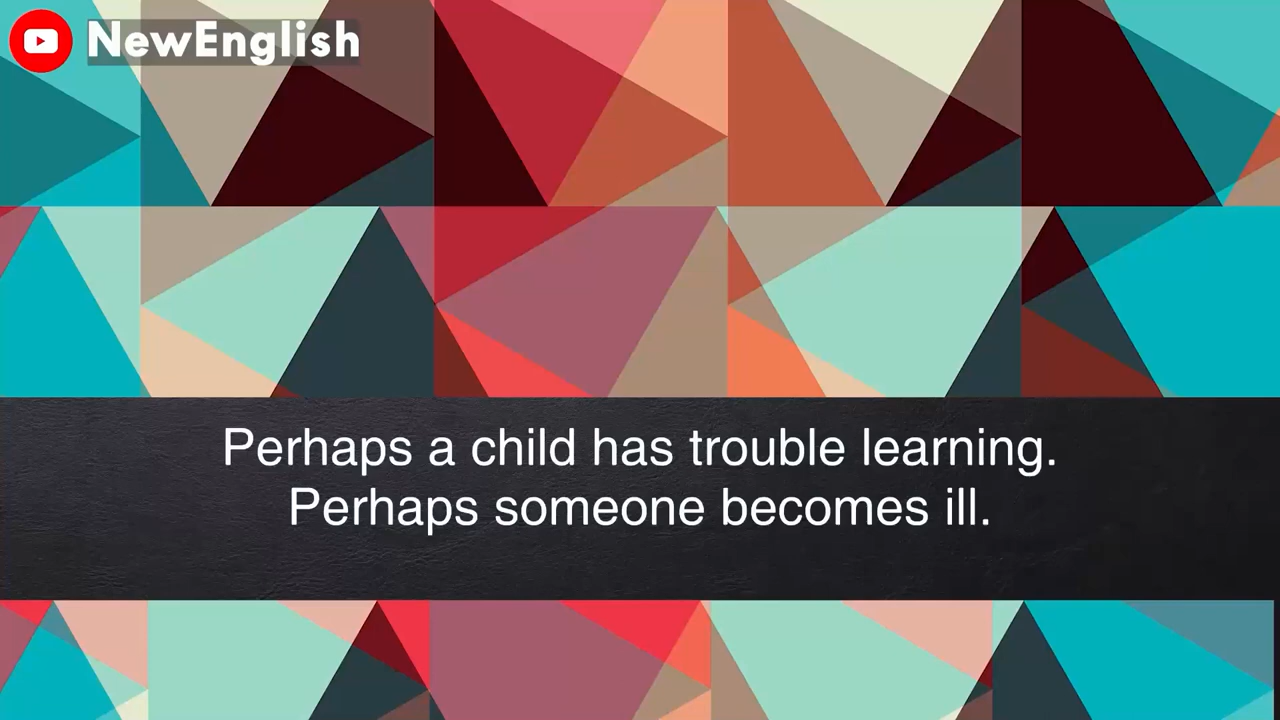 NewEnglish
Perhaps a child has trouble learning.
Perhaps someone becomes ill.